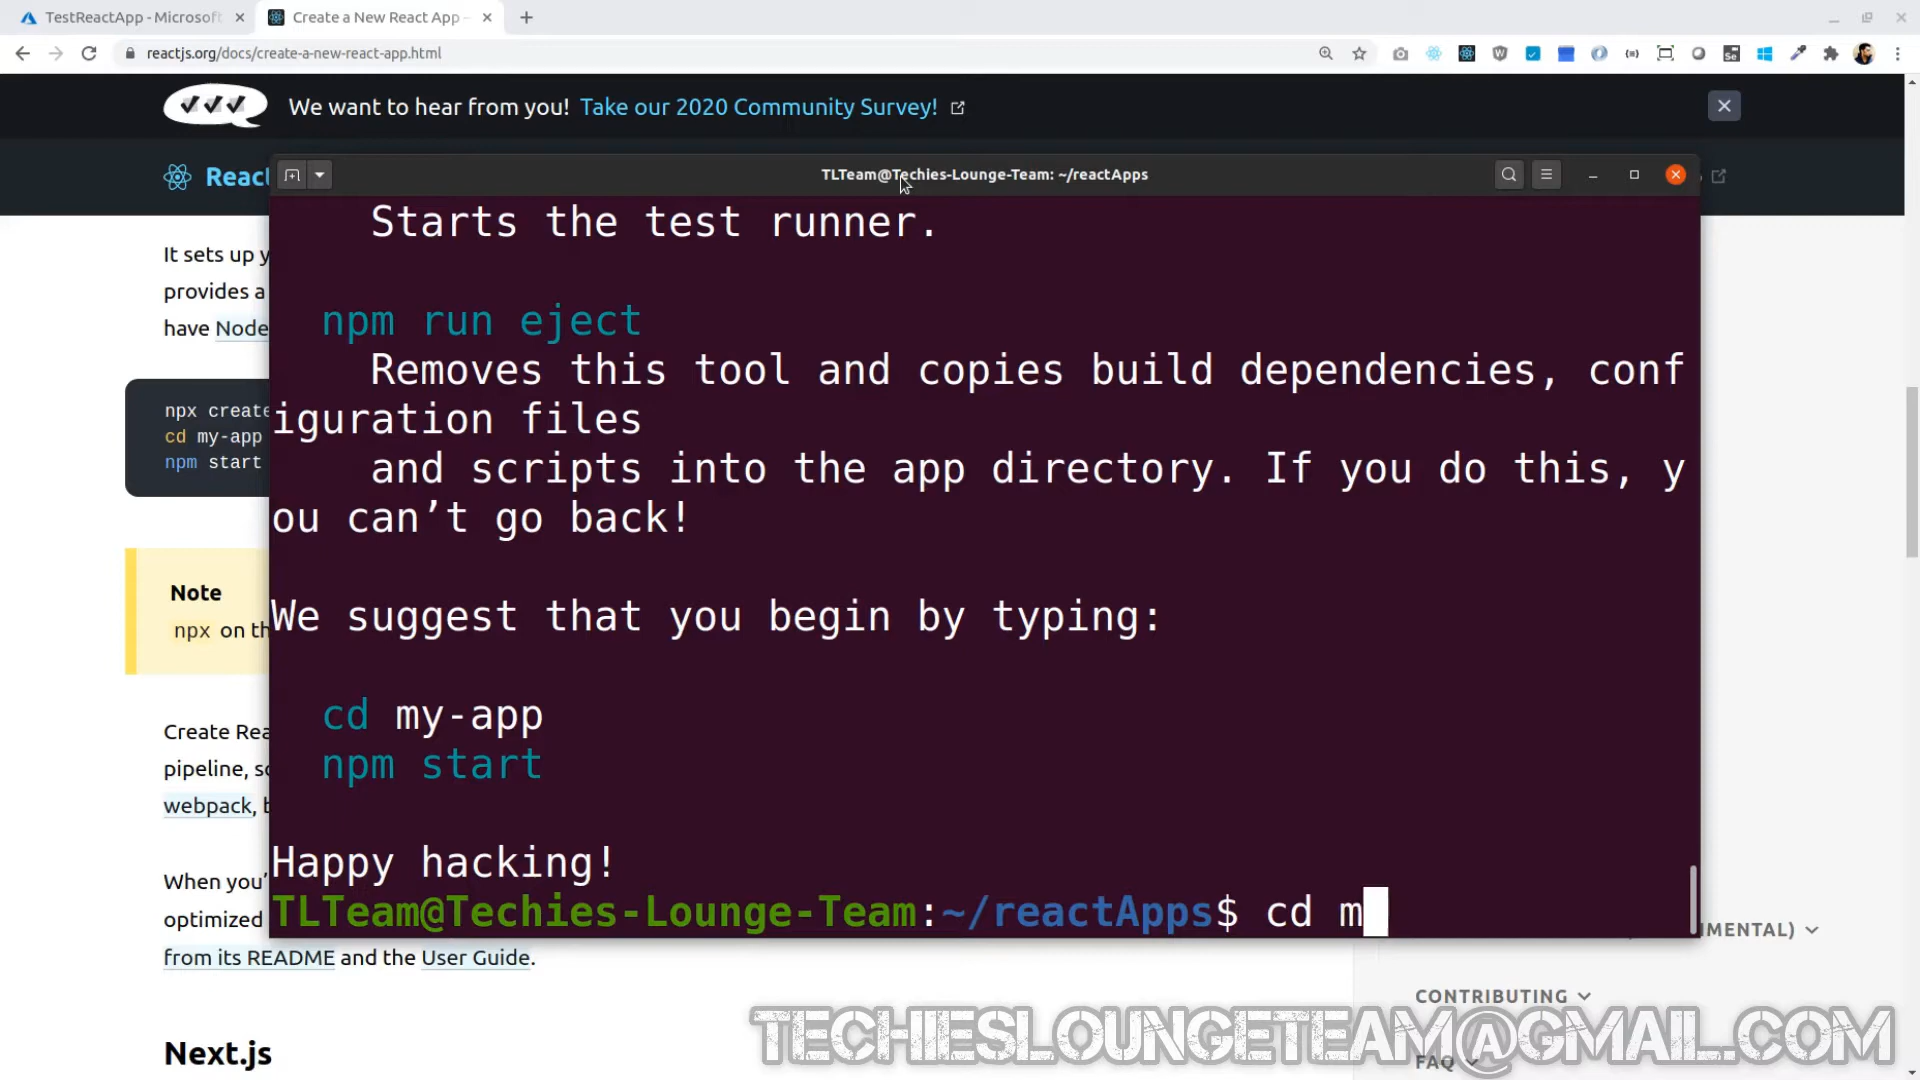 TestReactApp - Microsof
Create a New React App -
reactjs.org/docs/create-a-new-react-app.html
We want to hear from you! Take our 2020 Community Survey!
React
TLTeam@Techies-Lounge-Team: ~/reactApps
Starts the test runner.
It sets up y
provides a
have Node
npm run eject
Removes this tool and copies build dependencies, conf
iguration files
and scripts into the app directory. If you do this, y
ou can’t go back!
npx create
cd my-app
npm start
Note
npx on th
We suggest that you begin by typing:
cd my-app
npm start
Create Rea
pipeline, so
webpack, b
Happy hacking!
TLTeam@Techies-Lounge-Team:~/reactApps$ cd m
When you’
optimized
from its README and the User Guide.
IMENTAL)
CONTRIBUTING
FAQ
Next.js
TECHIESLOUNGETEAM@GMAIL.COM